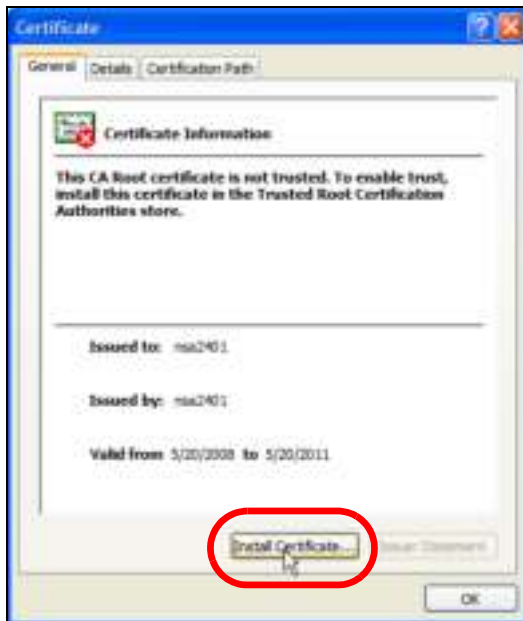 Certificate
General Details Certification Path
Certificate Information
This CA Root certificate is not trusted. To enable trust,
install this certificate in the Trusted Root Certification
Authorities store.
Issued to: nsa2401
Issued by: nsa2401
Valid from 5/20/2008 to 5/20/2011
Install Certificate... Issuer Statement
OK